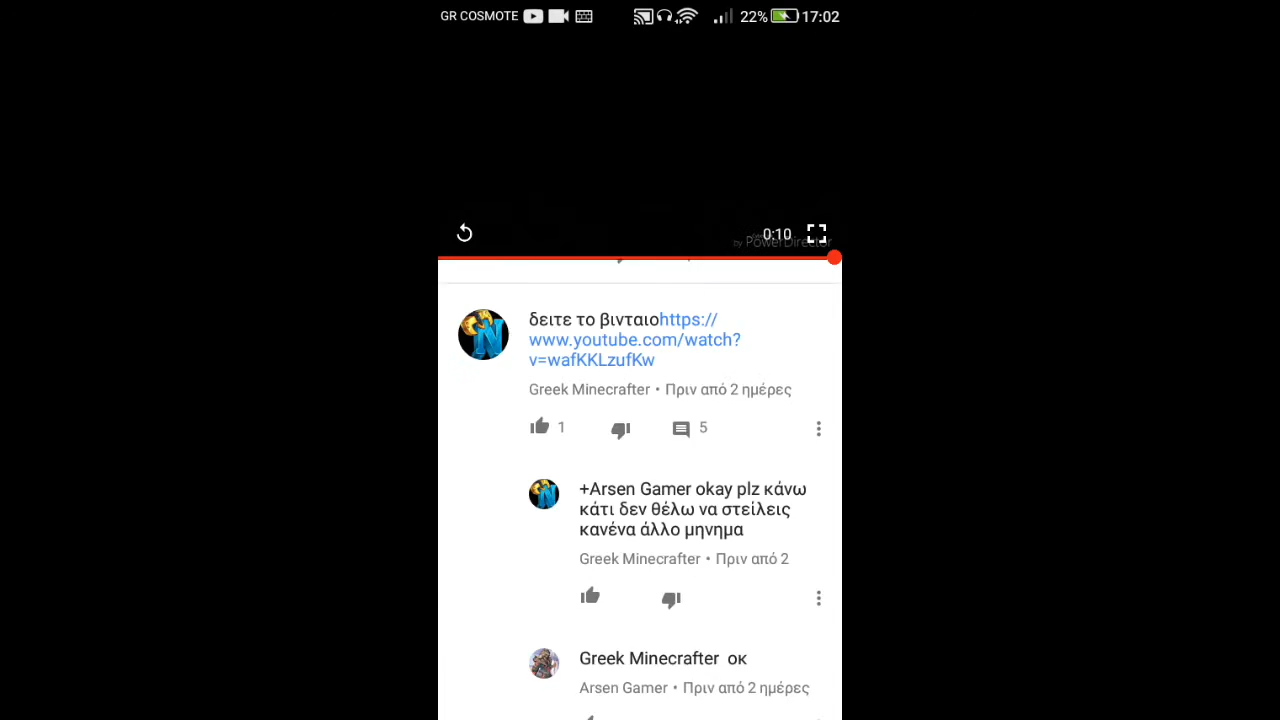 GR COSMOTE 22% 17:02
0:10
by PowerDirector
δειτε το βινταιοhttps://
www.youtube.com/watch?
v=wafKKLzufKw
Greek Minecrafter • Πριν από 2 ημέρες
1 5
+Arsen Gamer okay plz κάνω
κάτι δεν θέλω να στείλεις
κανένα άλλο μηνημα
Greek Minecrafter • Πριν από 2
Greek Minecrafter οκ
Arsen Gamer • Πριν από 2 ημέρες